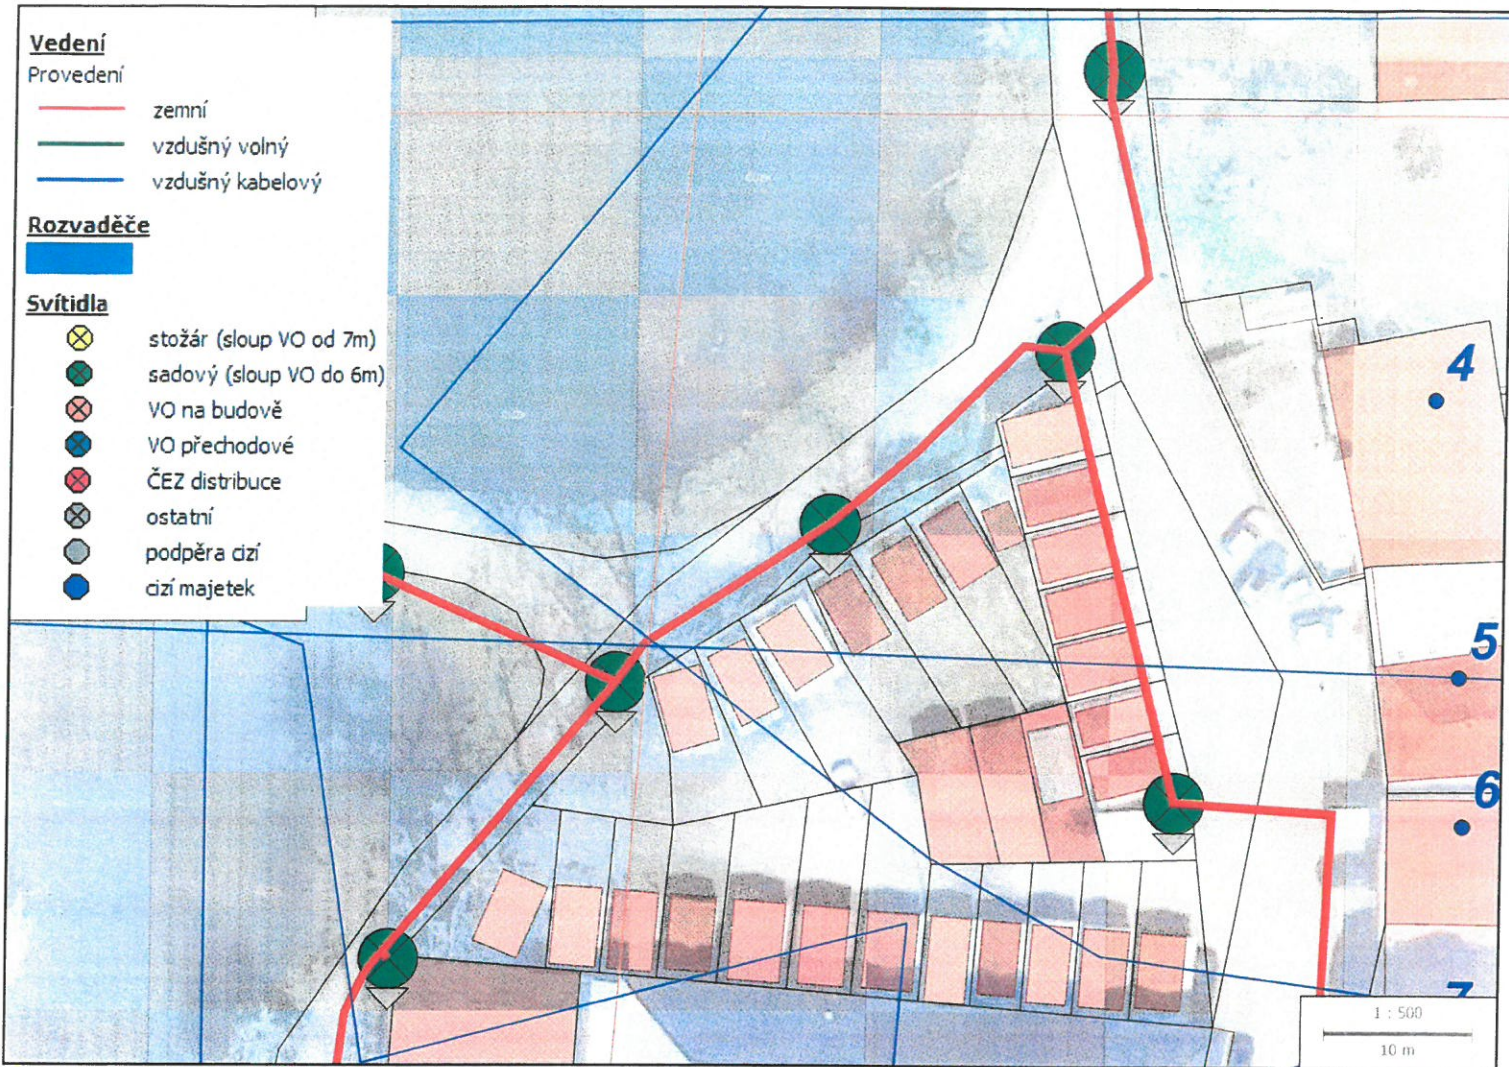 Vedení
Provedení
zemní
vzdušný volný
vzdušný kabelový
Rozvaděče
Svítidla
stožár (sloup VO od 7m)
sadový (sloup VO do 6m)
VO na budově
VO přechodové
ČEZ distribuce
ostatní
podpěra cizí
cizí majetek
4
5
6
7
1 : 500
10 m